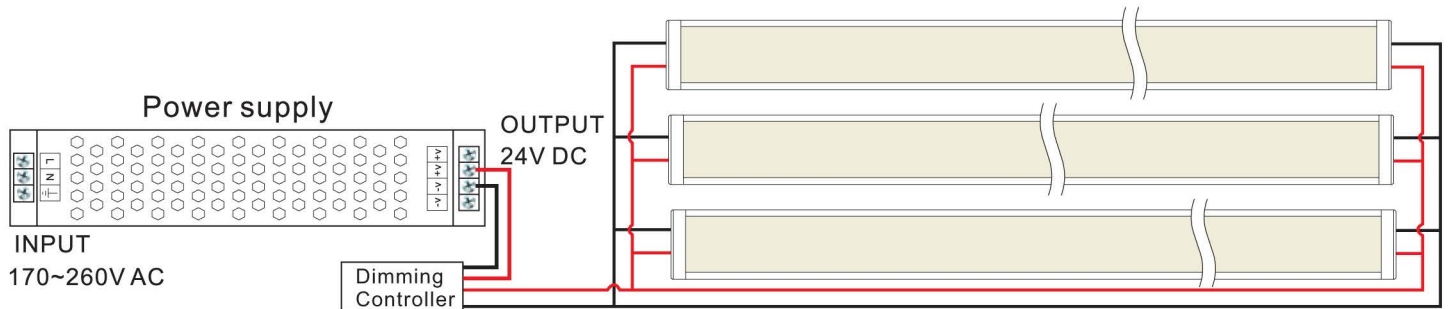 Power supply
OUTPUT
24V DC
L
N
+V
+V
-V
-V
INPUT
170~260V AC
Dimming
Controller